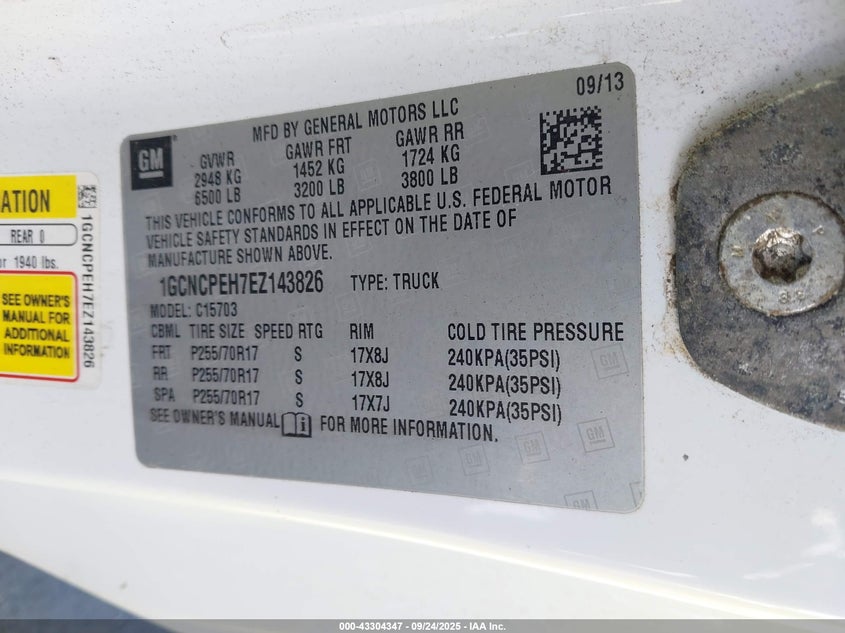 09/13
MFD BY GENERAL MOTORS LLC
GM
GVWR GAWR FRT GAWR RR
2948 KG 1452 KG 1724 KG
6500 LB 3200 LB 3800 LB
THIS VEHICLE CONFORMS TO ALL APPLICABLE U.S. FEDERAL MOTOR
VEHICLE SAFETY STANDARDS IN EFFECT ON THE DATE OF
MANUFACTURE SHOWN ABOVE.
1GCNCPEH7EZ143826 TYPE: TRUCK
MODEL: C15703
CBML TIRE SIZE SPEED RTG RIM COLD TIRE PRESSURE
FRT P255/70R17 S 17X8J 240KPA(35PSI)
RR P255/70R17 S 17X8J 240KPA(35PSI)
SPA P255/70R17 S 17X7J 240KPA(35PSI)
SEE OWNER'S MANUAL FOR MORE INFORMATION.
ATION
REAR 0
or 1940 lbs.
SEE OWNER'S
MANUAL FOR
ADDITIONAL
INFORMATION
1GCNCPEH7EZ143826
000-43304347 - 09/24/2025 - IAA Inc.